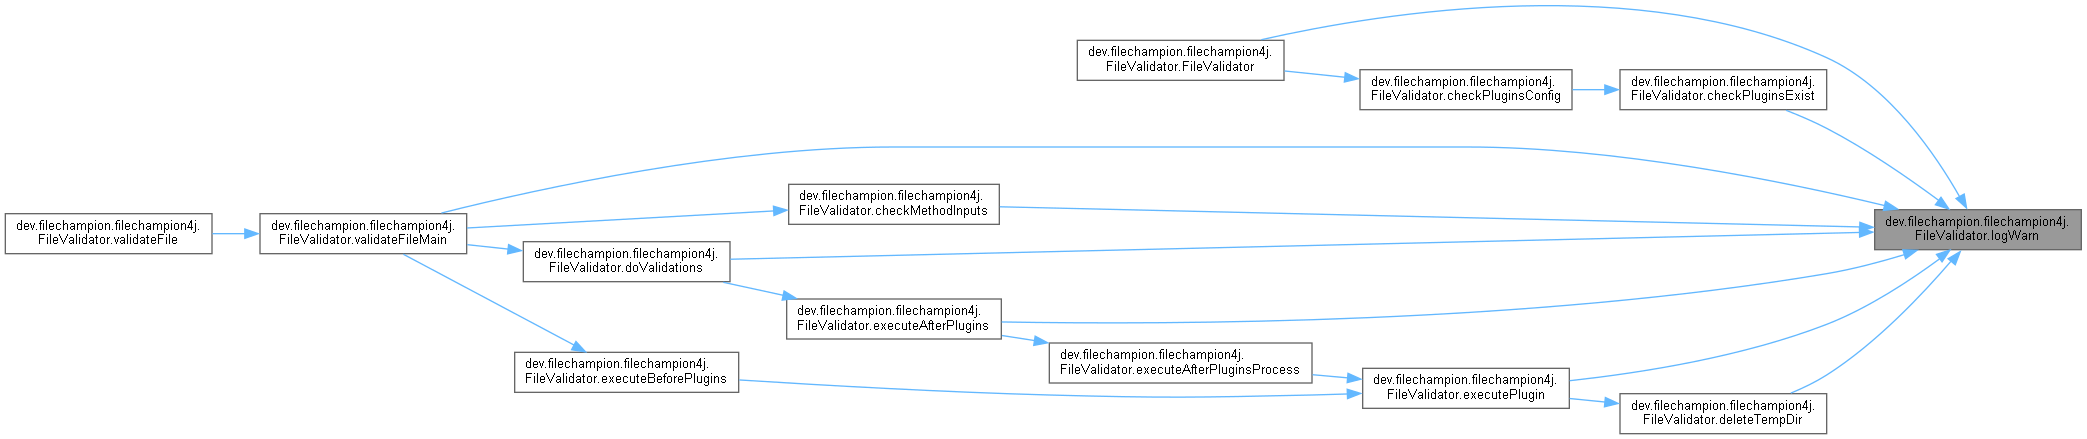 dev.filechampion.filechampion4j.
FileValidator.FileValidator
dev.filechampion.filechampion4j.
FileValidator.checkPluginsConfig
dev.filechampion.filechampion4j.
FileValidator.checkPluginsExist
dev.filechampion.filechampion4j.
FileValidator.validateFile
dev.filechampion.filechampion4j.
FileValidator.validateFileMain
dev.filechampion.filechampion4j.
FileValidator.checkMethodInputs
dev.filechampion.filechampion4j.
FileValidator.logWarn
dev.filechampion.filechampion4j.
FileValidator.doValidations
dev.filechampion.filechampion4j.
FileValidator.executeAfterPlugins
dev.filechampion.filechampion4j.
FileValidator.executeBeforePlugins
dev.filechampion.filechampion4j.
FileValidator.executeAfterPluginsProcess
dev.filechampion.filechampion4j.
FileValidator.executePlugin
dev.filechampion.filechampion4j.
FileValidator.deleteTempDir